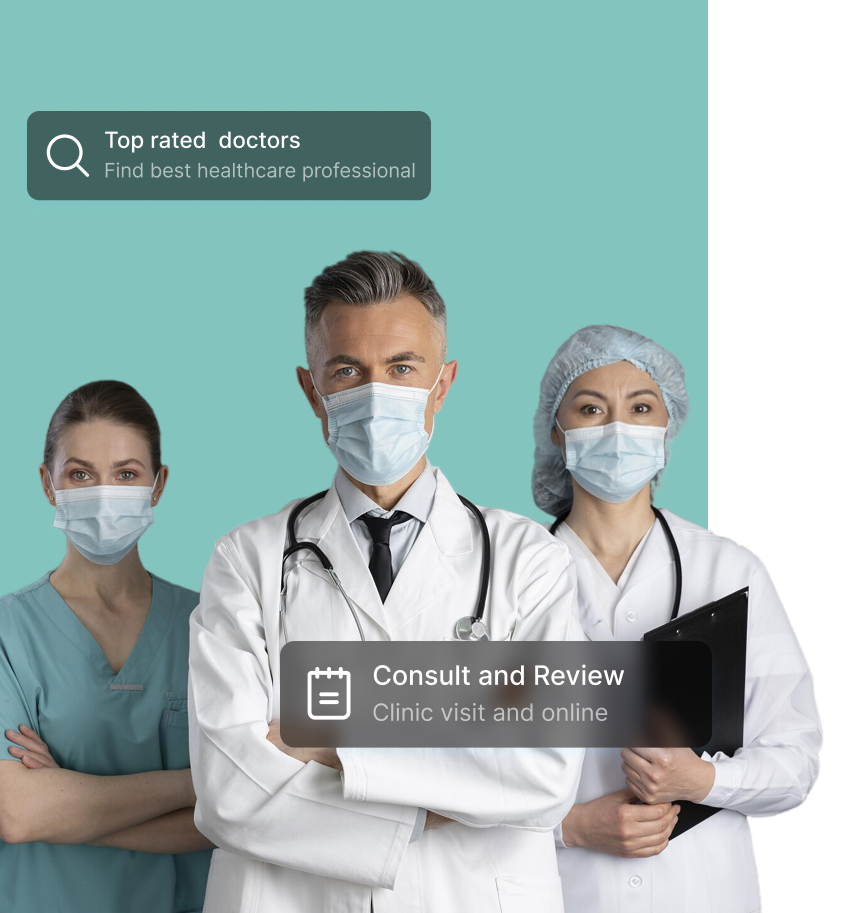 Top rated  doctors
Find best healthcare professional
Consult and Review
Clinic visit and online